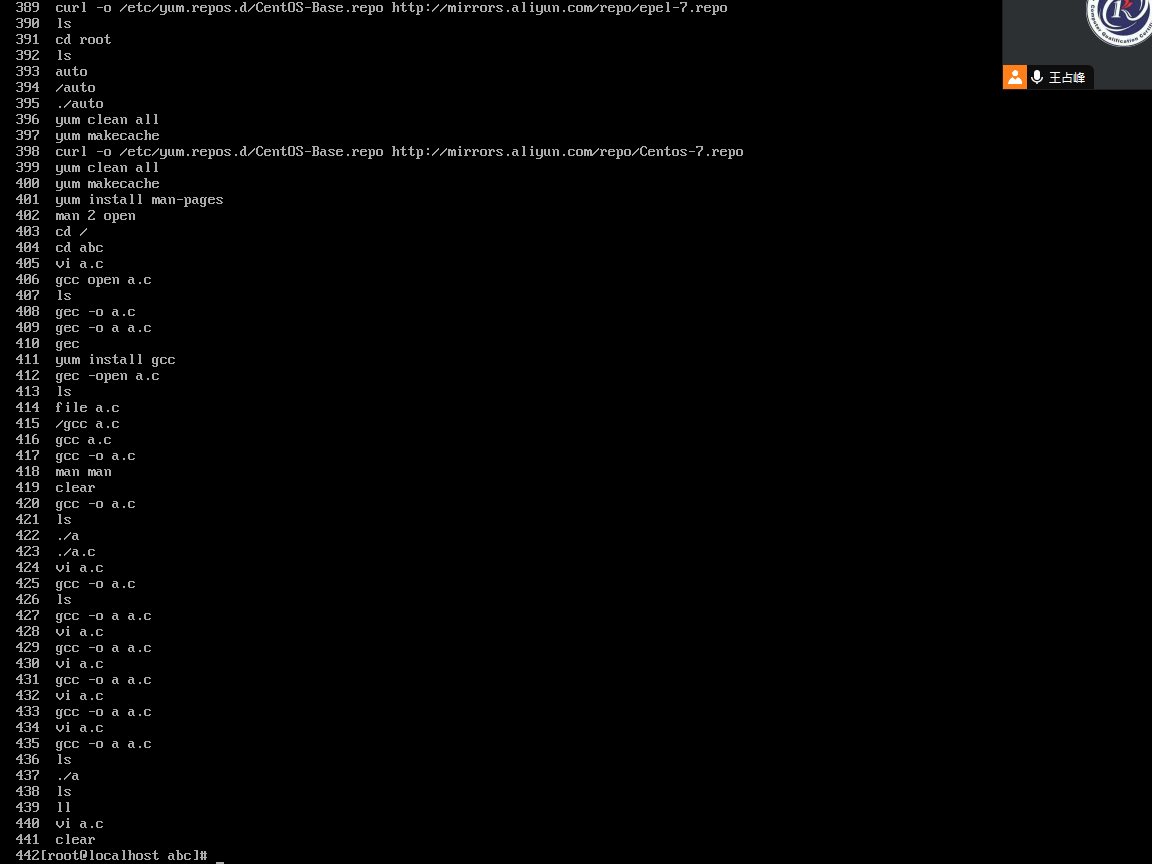 389 curl -o /etc/yum.repos.d/CentOS-Base.repo http://mirrors.aliyun.com/repo/epel-7.repo
390 ls
391 cd root
392 ls
393 auto
394 /auto
395 ./auto
396 yum clean all
397 yum makecache
398 curl -o /etc/yum.repos.d/CentOS-Base.repo http://mirrors.aliyun.com/repo/Centos-7.repo
399 yum clean all
400 yum makecache
401 yum install man-pages
402 man 2 open
403 cd /
404 cd abc
405 vi a.c
406 gcc open a.c
407 ls
408 gec -o a.c
409 gec -o a a.c
410 gec
411 yum install gcc
412 gec -open a.c
413 ls
414 file a.c
415 /gcc a.c
416 gcc a.c
417 gcc -o a.c
418 man man
419 clear
420 gcc -o a.c
421 ls
422 ./a
423 ./a.c
424 vi a.c
425 gcc -o a.c
426 ls
427 gcc -o a a.c
428 vi a.c
429 gcc -o a a.c
430 vi a.c
431 gcc -o a a.c
432 vi a.c
433 gcc -o a a.c
434 vi a.c
435 gcc -o a a.c
436 ls
437 ./a
438 ls
439 ll
440 vi a.c
441 clear
442[root@localhost abc]# _
王占峰